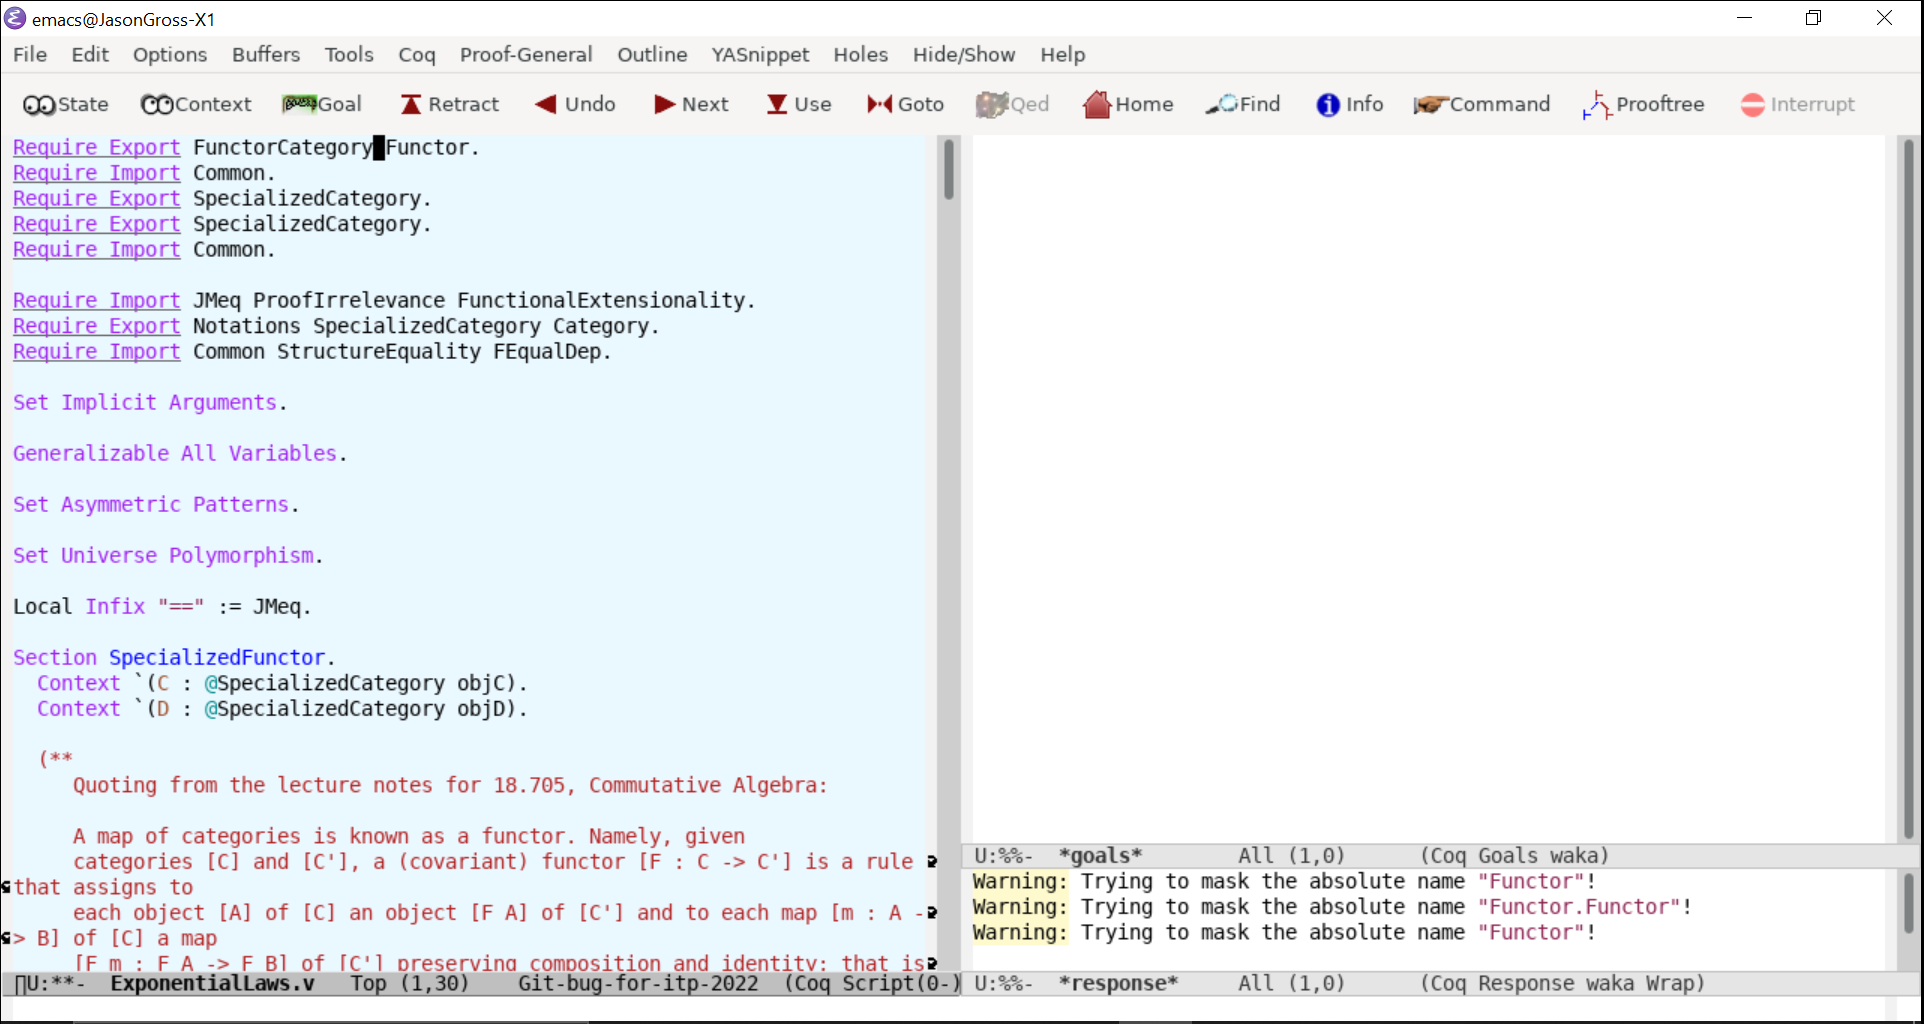 emacs@JasonGross-X1
File Edit Options Buffers Tools Coq Proof-General Outline YASnippet Holes Hide/Show Help
State Context Goal Retract Undo Next Use Goto Qed Home Find Info Command Prooftree Interrupt
Require Export FunctorCategory Functor.
Require Import Common.
Require Export SpecializedCategory.
Require Export SpecializedCategory.
Require Import Common.
Require Import JMeq ProofIrrelevance FunctionalExtensionality.
Require Export Notations SpecializedCategory Category.
Require Import Common StructureEquality FEqualDep.
Set Implicit Arguments.
Generalizable All Variables.
Set Asymmetric Patterns.
Set Universe Polymorphism.
Local Infix "==" := JMeq.
Section SpecializedFunctor.
Context `(C : @SpecializedCategory objC).
Context `(D : @SpecializedCategory objD).
(**
Quoting from the lecture notes for 18.705, Commutative Algebra:
A map of categories is known as a functor. Namely, given
categories [C] and [C'], a (covariant) functor [F : C -> C'] is a rule
that assigns to
each object [A] of [C] an object [F A] of [C'] and to each map [m : A -
> B] of [C] a map
[F m : F A -> F B] of [C'] preserving composition and identity; that is
U:**- ExponentialLaws.v Top (1,30) Git-bug-for-itp-2022 (Coq Script(0-)
U:%%- *goals* All (1,0) (Coq Goals waka)
Warning: Trying to mask the absolute name "Functor"!
Warning: Trying to mask the absolute name "Functor.Functor"!
Warning: Trying to mask the absolute name "Functor"!
U:%%- *response* All (1,0) (Coq Response waka Wrap)